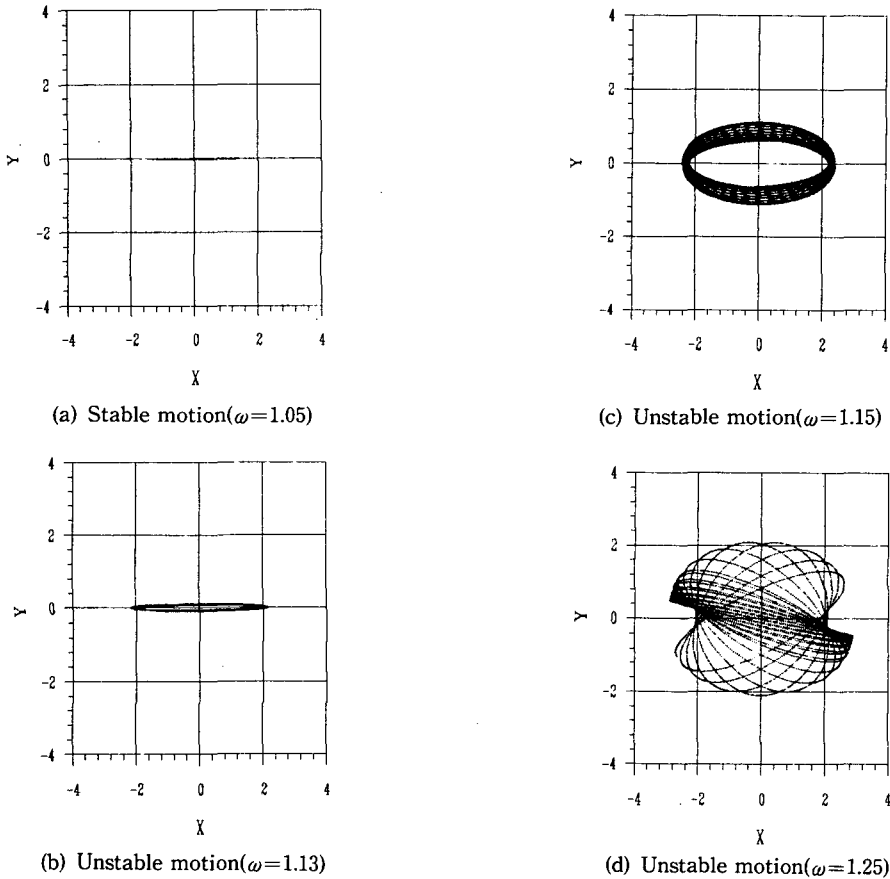 4
2
0
-2
-4
Y
-4 -2 0 2 4
X
(a) Stable motion(ω=1.05)
4
2
0
-2
-4
Y
-4 -2 0 2 4
X
(b) Unstable motion(ω=1.13)
4
2
0
-2
-4
Y
-4 -2 0 2 4
X
(c) Unstable motion(ω=1.15)
4
2
0
-2
-4
Y
-4 -2 0 2 4
X
(d) Unstable motion(ω=1.25)